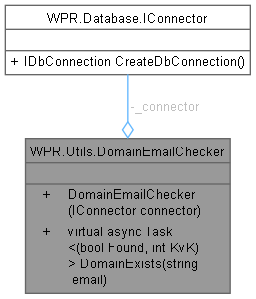 WPR.Database.IConnector
+ IDbConnection CreateDbConnection()
-_connector
WPR.Utils.DomainEmailChecker
+ DomainEmailChecker
(IConnector connector)
+ virtual async Task
<(bool Found, int KvK)
> DomainExists(string
email)